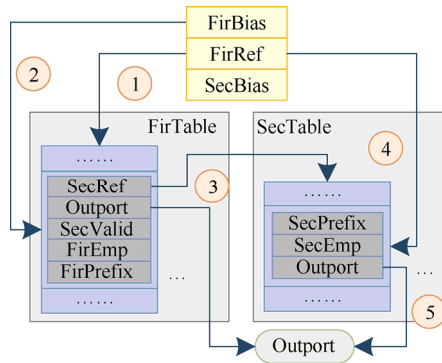 FirBias
FirRef
SecBias
2
1
FirTable
SecTable
4
3
......
SecRef
Outport
SecValid
FirEmp
FirPrefix
......
...
......
SecPrefix
SecEmp
Outport
......
...
5
Outport